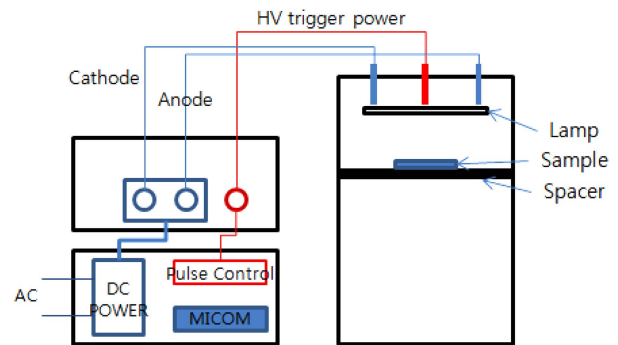 HV trigger power
Cathode
Anode
Lamp
Sample
Spacer
Pulse Control
AC
DC
POWER
MICOM